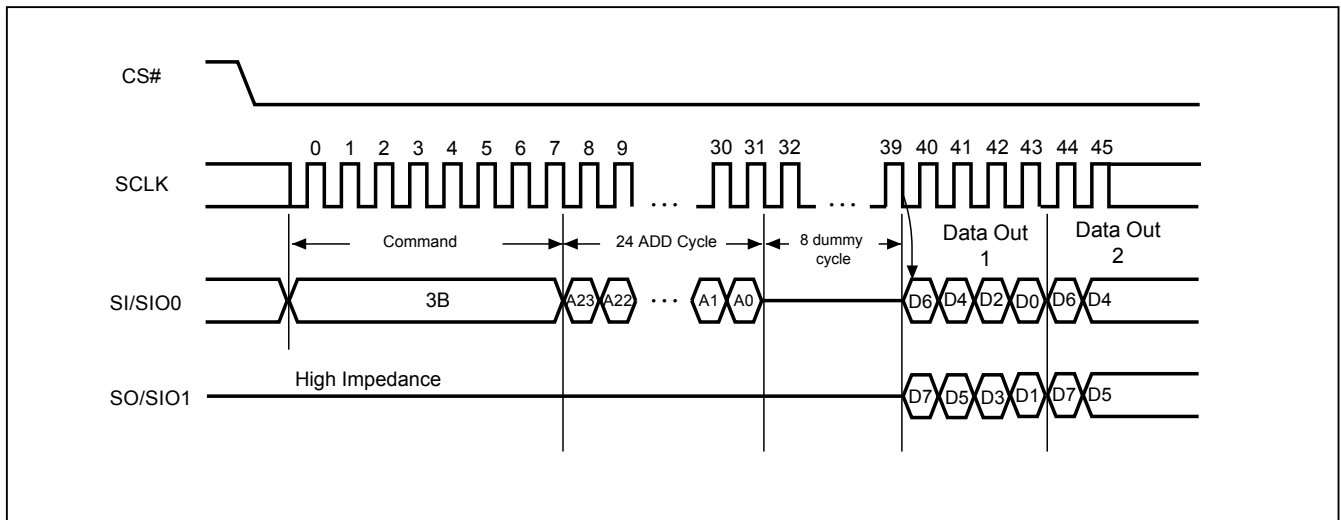 CS#
0 1 2 3 4 5 6 7 8 9 30 31 32 39 40 41 42 43 44 45
SCLK
...
...
Command
24 ADD Cycle
8 dummy
cycle
Data Out
1
Data Out
2
SI/SIO0
3B
A23 A22 ... A1 A0 D6 D4 D2 D0 D6 D4
High Impedance
SO/SIO1
D7 D5 D3 D1 D7 D5